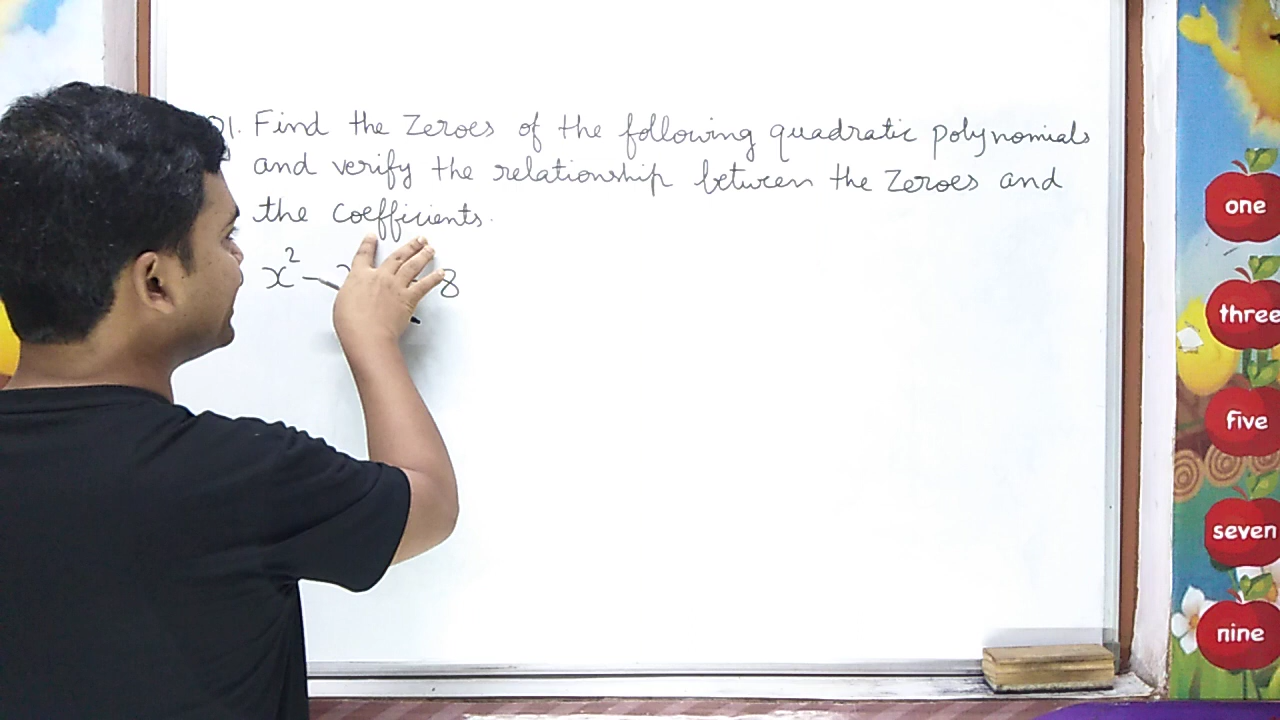 Q1. Find the Zeroes of the following quadratic polynomials
and verify the relationship between the Zeroes and
the coefficients.
x² - 8
one
three
five
seven
nine